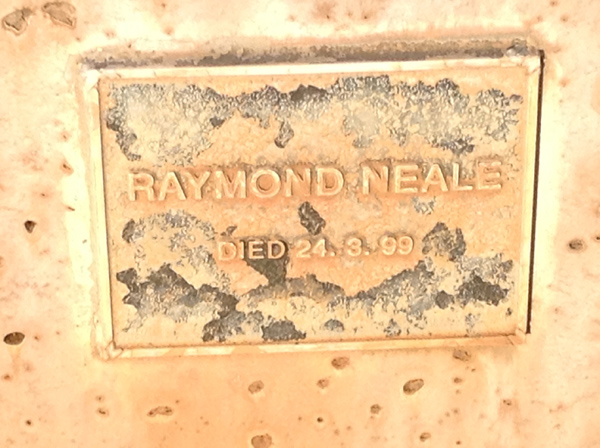 RAYMOND NEALE
DIED 24. 3. 99